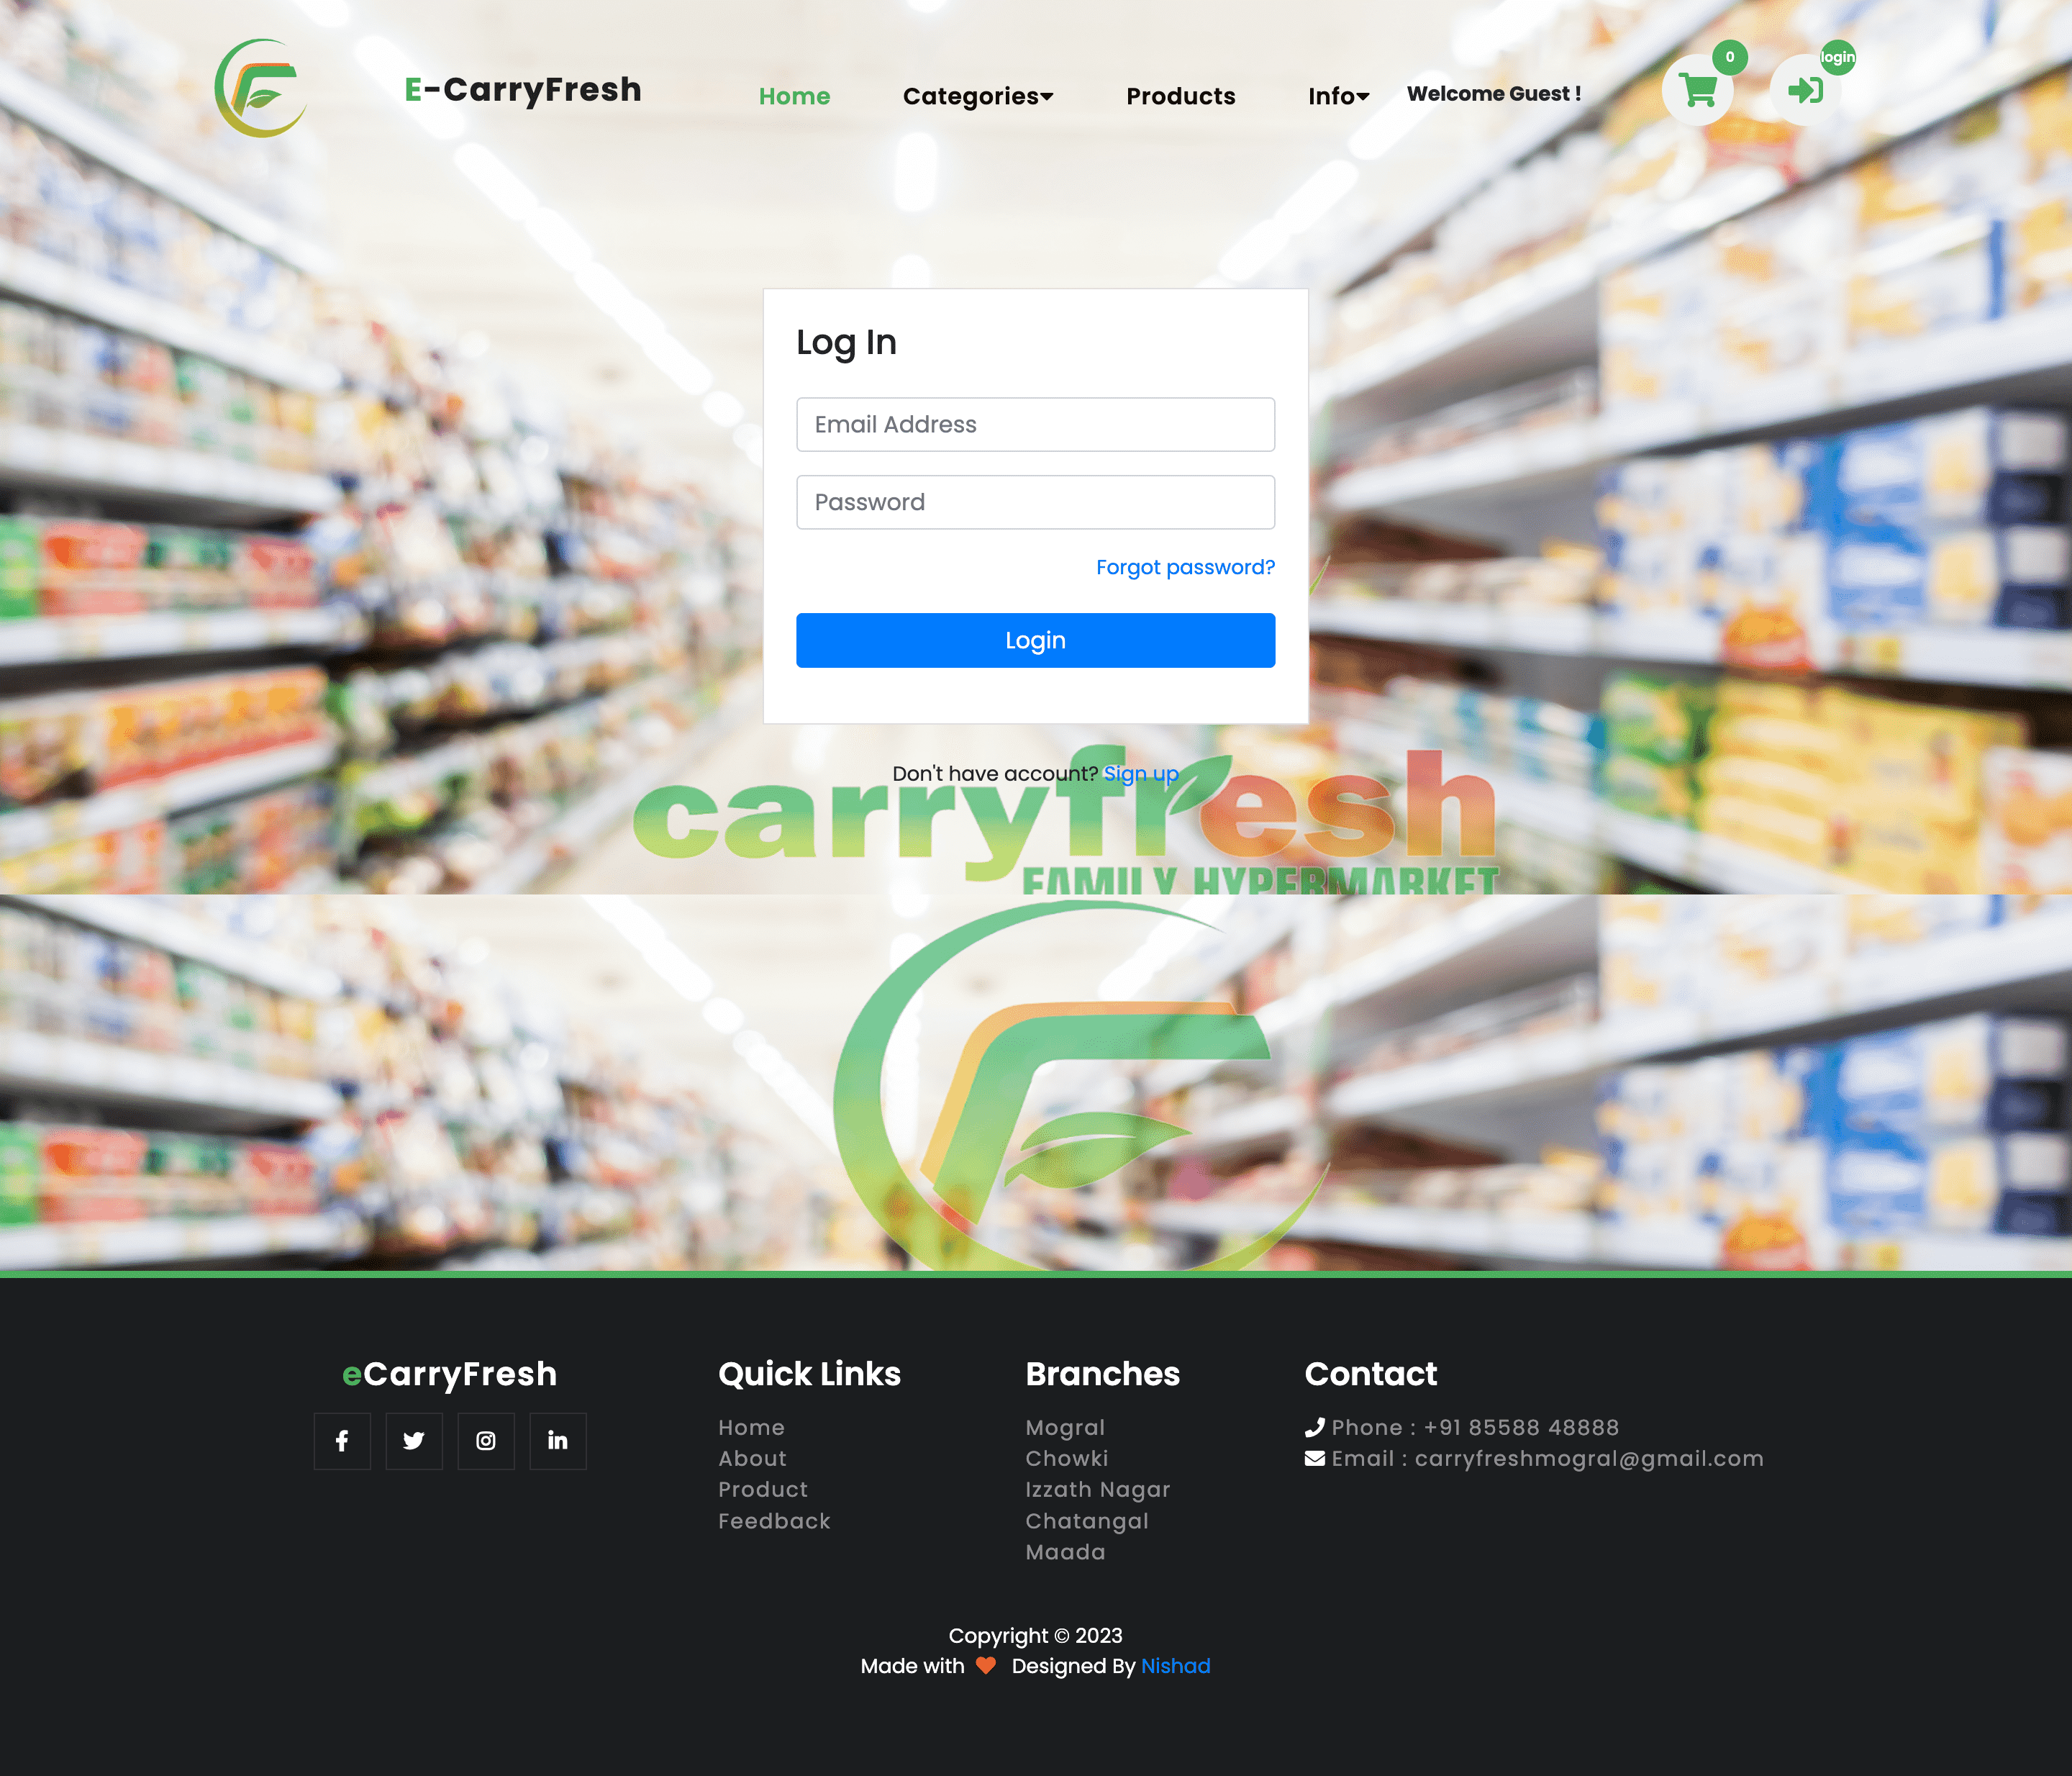 E-CarryFresh
Home
Categories
Products
Info
Welcome Guest !
0
login
Log In
Email Address
Password
Forgot password?
Login
Don't have account? Sign up
carryfresh
FAMILY HYPERMARKET
eCarryFresh
Quick Links
Home
About
Product
Feedback
Branches
Mogral
Chowki
Izzath Nagar
Chatangal
Maada
Contact
Phone : +91 85588 48888
Email : carryfreshmogral@gmail.com
Copyright © 2023
Made with Designed By Nishad